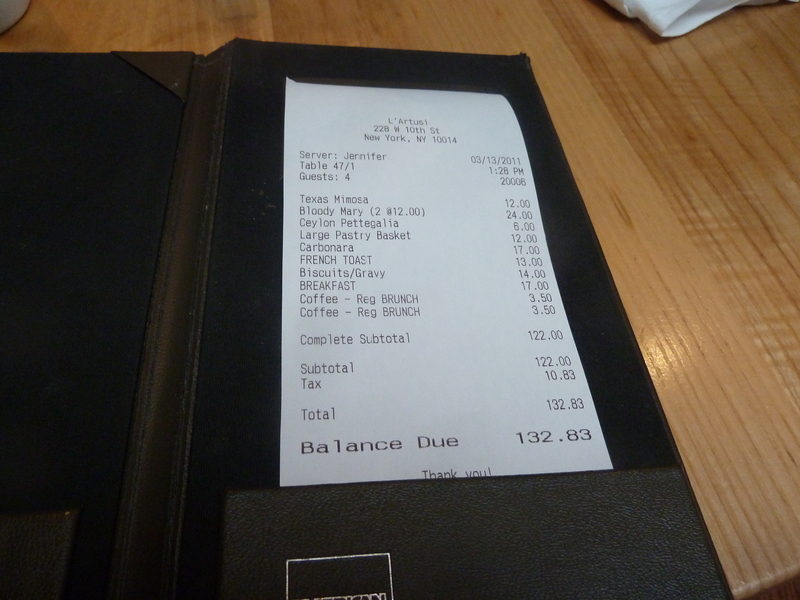 L'Artusi
228 W 10th St
New York, NY 10014
Server: Jennifer 03/13/2011
Table 47/1 1:28 PM
Guests: 4 20006
Texas Mimosa 12.00
Bloody Mary (2 @12.00) 24.00
Ceylon Pettegalia 6.00
Large Pastry Basket 12.00
Carbonara 17.00
FRENCH TOAST 13.00
Biscuits/Gravy 14.00
BREAKFAST 17.00
Coffee - Reg BRUNCH 3.50
Coffee - Reg BRUNCH 3.50
Complete Subtotal 122.00
Subtotal 122.00
Tax 10.83
Total 132.83
Balance Due 132.83
Thank you!
AMERICAN